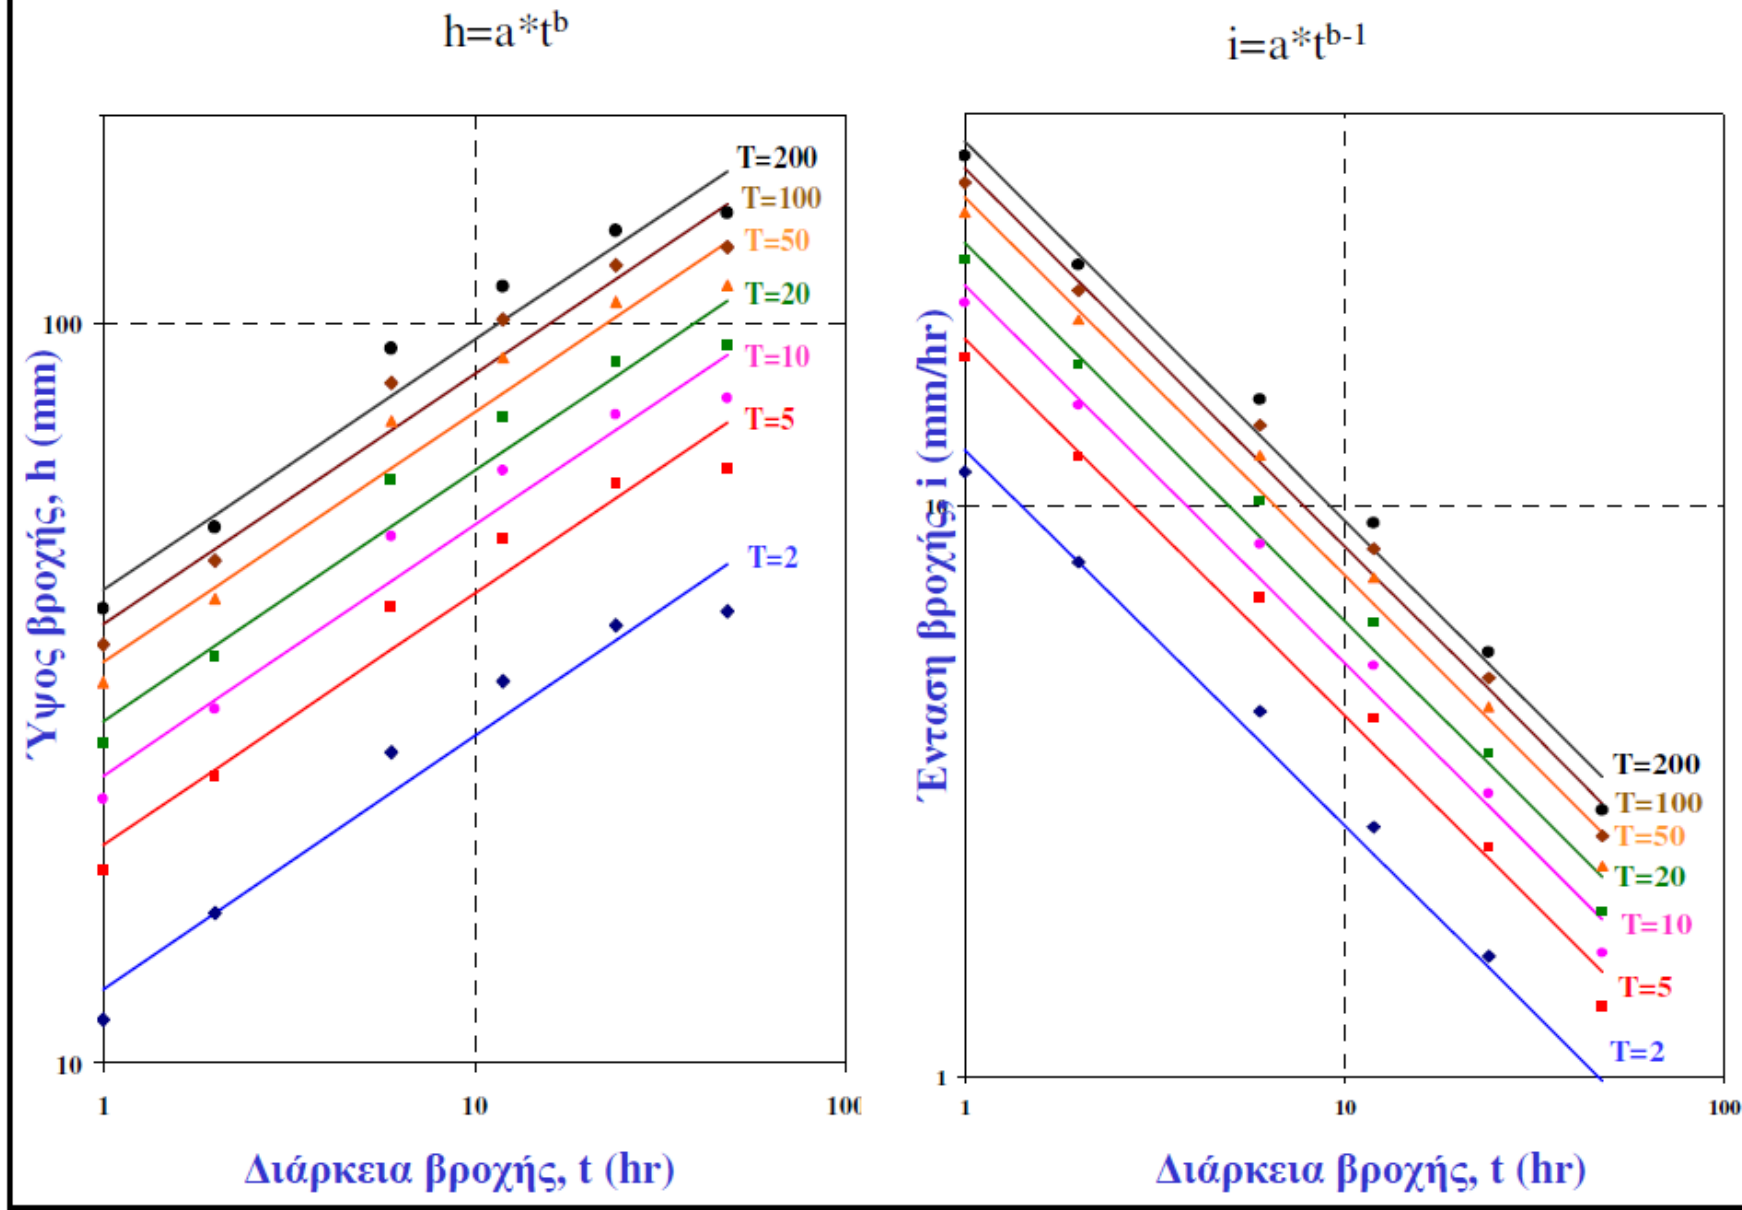 h=a*t^b
i=a*t^b-1
T=200
T=100
T=50
T=20
T=10
T=5
T=2
100
10
Ύψος βροχής, h (mm)
1
10
100
Διάρκεια βροχής, t (hr)
T=200
T=100
T=50
T=20
T=10
T=5
T=2
10
1
Ένταση βροχής, i (mm/hr)
1
10
100
Διάρκεια βροχής, t (hr)